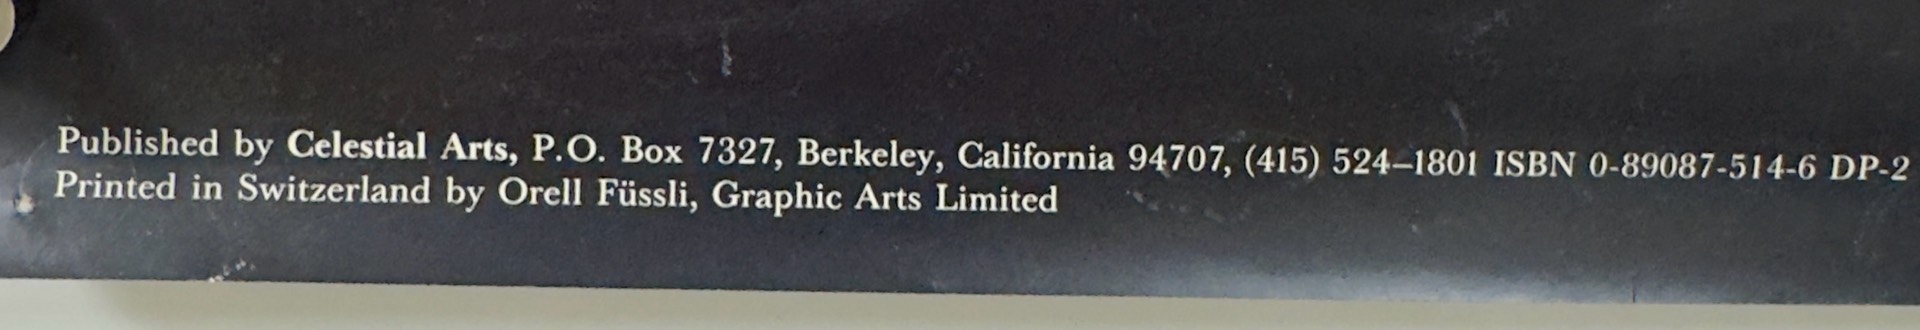 Published by Celestial Arts, P.O. Box 7327, Berkeley, California 94707, (415) 524–1801 ISBN 0-89087-514-6 DP-2
Printed in Switzerland by Orell Füssli, Graphic Arts Limited